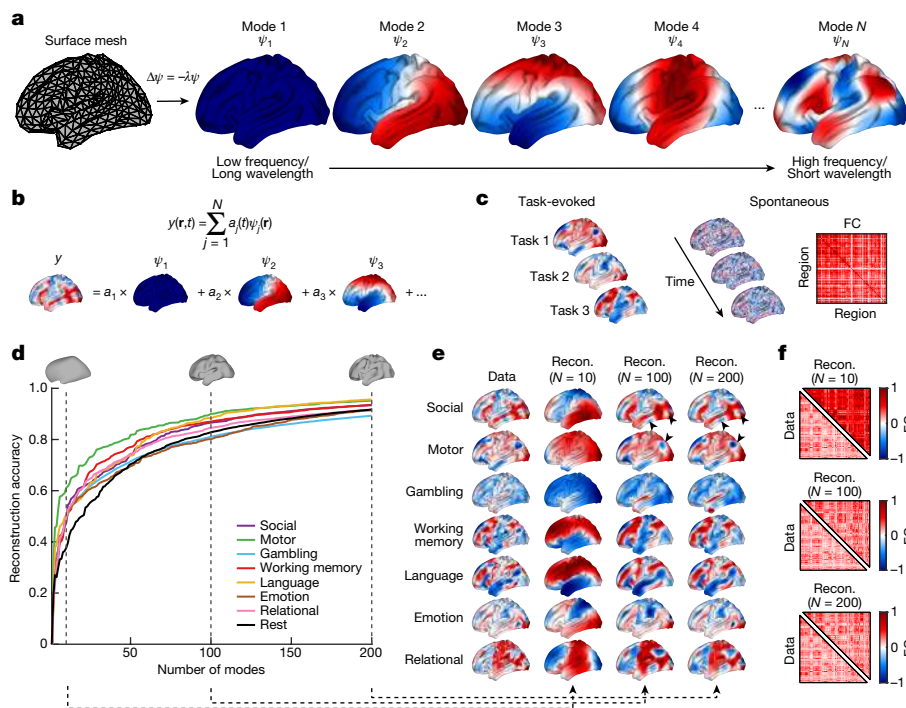 a
Surface mesh
Δψ = −λψ
Mode 1
ψ1
Mode 2
ψ2
Mode 3
ψ3
Mode 4
ψ4
...
Mode N
ψN
Low frequency/
Long wavelength
High frequency/
Short wavelength
b
y(r,t) = N∑j = 1 aj(t)ψj(r)
y
ψ1
ψ2
ψ3
= a1 × + a2 × + a3 × + ...
c
Task-evoked
Task 1
Task 2
Task 3
Spontaneous
Time
FC
Region
Region
d
Reconstruction accuracy
1.0
0.8
0.6
0.4
0.2
0
50
100
150
200
Number of modes
Social
Motor
Gambling
Working memory
Language
Emotion
Relational
Rest
e
Data
Recon.
(N = 10)
Recon.
(N = 100)
Recon.
(N = 200)
Social
Motor
Gambling
Working
memory
Language
Emotion
Relational
f
Recon.
(N = 10)
Data
1
0
−1
Recon.
(N = 100)
Data
1
0
−1
Recon.
(N = 200)
Data
1
0
−1